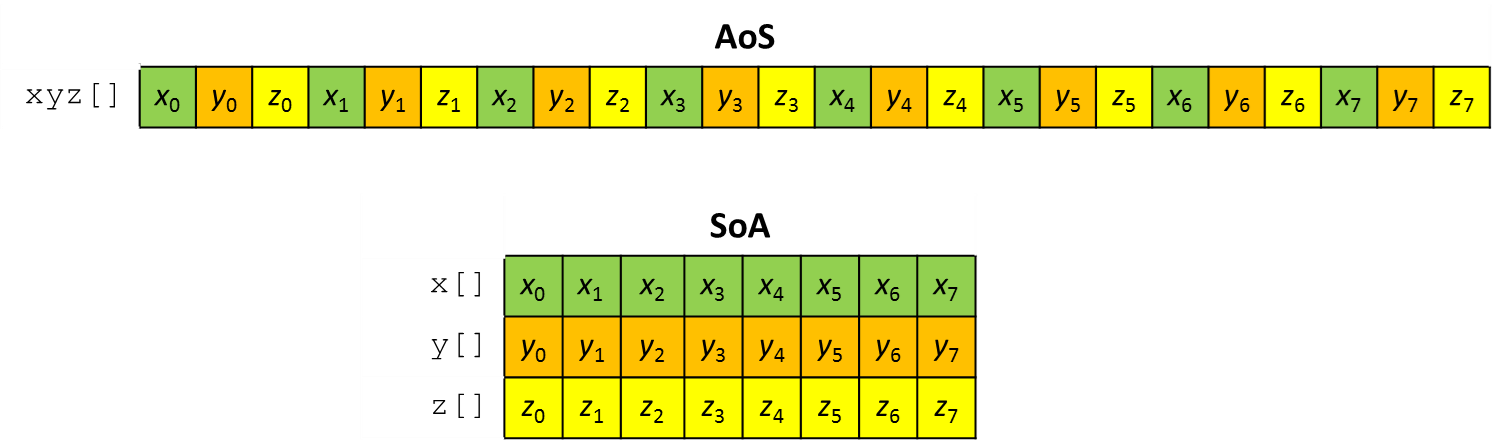 AoS
xyz[] x₀ y₀ z₀ x₁ y₁ z₁ x₂ y₂ z₂ x₃ y₃ z₃ x₄ y₄ z₄ x₅ y₅ z₅ x₆ y₆ z₆ x₇ y₇ z₇
SoA
x[] x₀ x₁ x₂ x₃ x₄ x₅ x₆ x₇
y[] y₀ y₁ y₂ y₃ y₄ y₅ y₆ y₇
z[] z₀ z₁ z₂ z₃ z₄ z₅ z₆ z₇